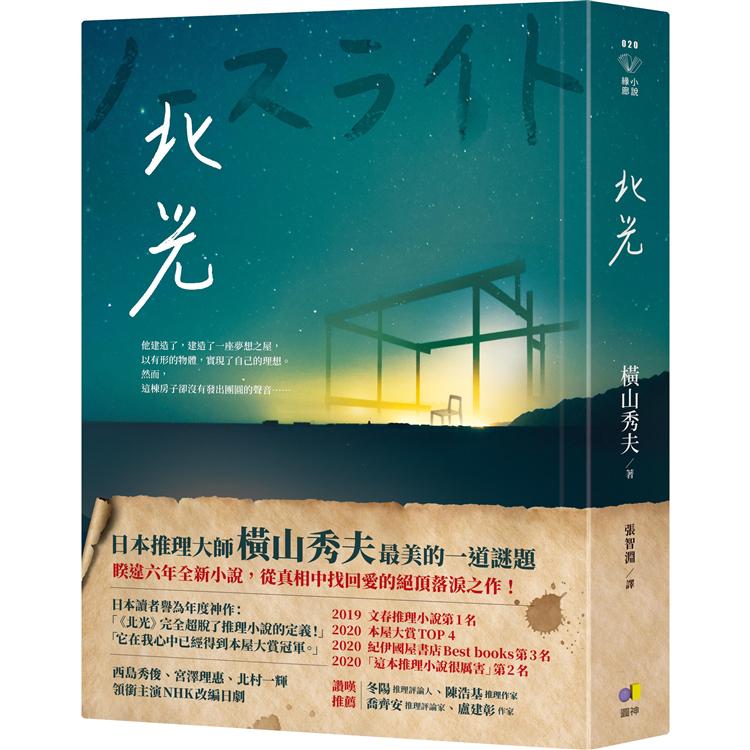 ノースライト
北光
他建造了，建造了一座夢想之屋，
以有形的物體，實現了自己的理想。
然而，
這棟房子卻沒有發出團圓的聲音……
日本推理大師 橫山秀夫 最美的一道謎題
睽違六年全新小說，從真相中找回愛的絕頂落淚之作！
日本讀者譽為年度神作：
「《北光》完全超脫了推理小說的定義！」
「它在我心中已經得到本屋大賞冠軍。」
2019 文春推理小說第1名
2020 本屋大賞TOP 4
2020 紀伊國屋書店Best books第3名
2020「這本推理小說很厲害」第2名
西島秀俊、宮澤理惠、北村一輝
領銜主演NHK改編日劇
讚嘆
推薦
冬陽 推理評論人、陳浩基 推理作家
喬齊安 推理評論家、盧建彰 作家
020
小說
緣廊
北光
橫山秀夫／著
張智淵／譯
圓神